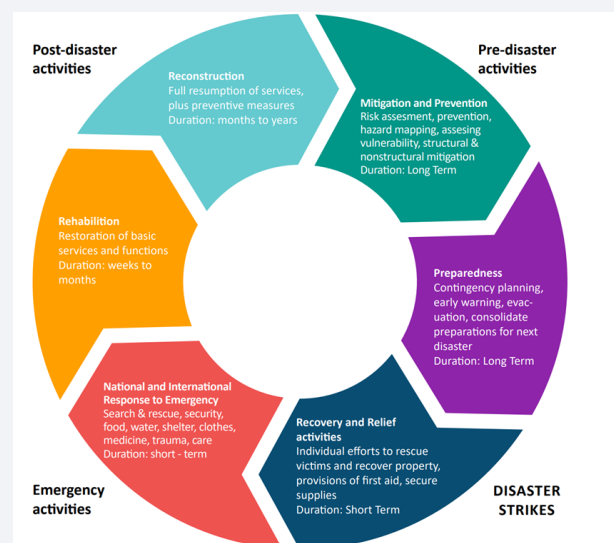 Post-disaster
activities
Pre-disaster
activities
Reconstruction
Full resumption of services,
plus preventive measures
Duration: months to years
Mitigation and Prevention
Risk assesment, prevention,
hazard mapping, assesing
vulnerability, structural &
nonstructural mitigation
Duration: Long Term
Rehabilition
Restoration of basic
services and functions
Duration: weeks to
months
Preparedness
Contingency planning,
early warning, evac-
uation, consolidate
preparations for next
disaster
Duration: Long Term
National and International
Response to Emergency
Search & rescue, security,
food, water, shelter, clothes,
medicine, trauma, care
Duration: short - term
Recovery and Relief
activities
Individual efforts to rescue
victims and recover property,
provisions of first aid, secure
supplies
Duration: Short Term
Emergency
activities
DISASTER
STRIKES